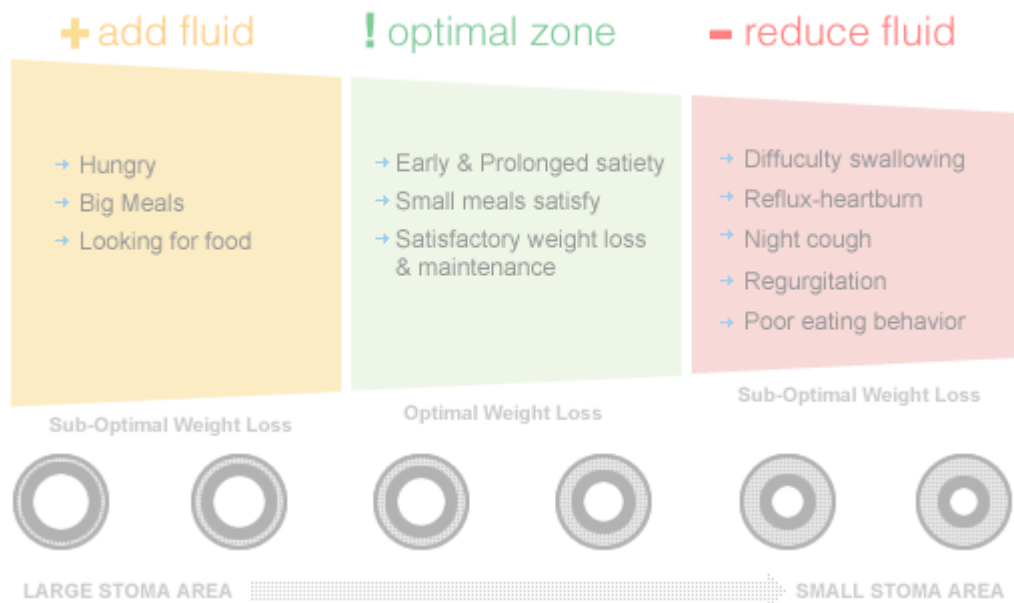 + add fluid
! optimal zone
- reduce fluid
Hungry
Big Meals
Looking for food
Early & Prolonged satiety
Small meals satisfy
Satisfactory weight loss
& maintenance
Diffuculty swallowing
Reflux-heartburn
Night cough
Regurgitation
Poor eating behavior
Sub-Optimal Weight Loss
Optimal Weight Loss
Sub-Optimal Weight Loss
LARGE STOMA AREA
SMALL STOMA AREA